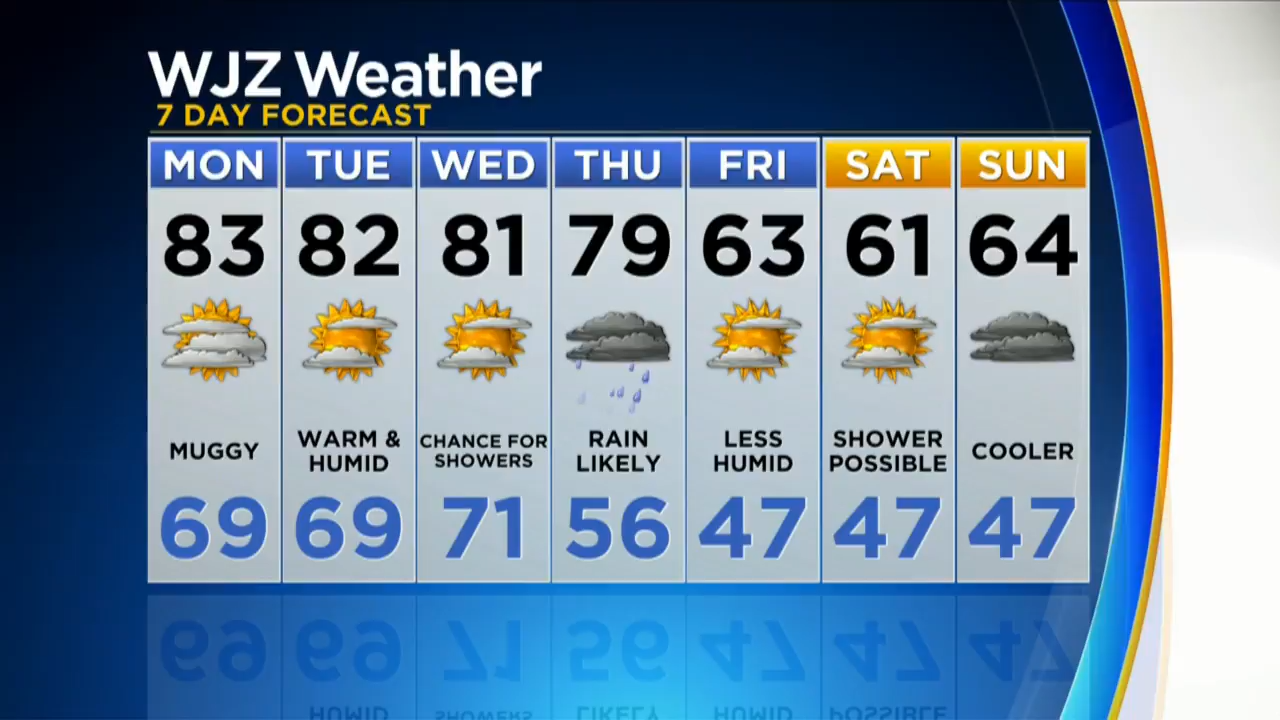 WJZ Weather
7 DAY FORECAST
MON TUE WED THU FRI SAT SUN
83 82 81 79 63 61 64
MUGGY
WARM &
HUMID
CHANCE FOR
SHOWERS
RAIN
LIKELY
LESS
HUMID
SHOWER
POSSIBLE
COOLER
69 69 71 56 47 47 47